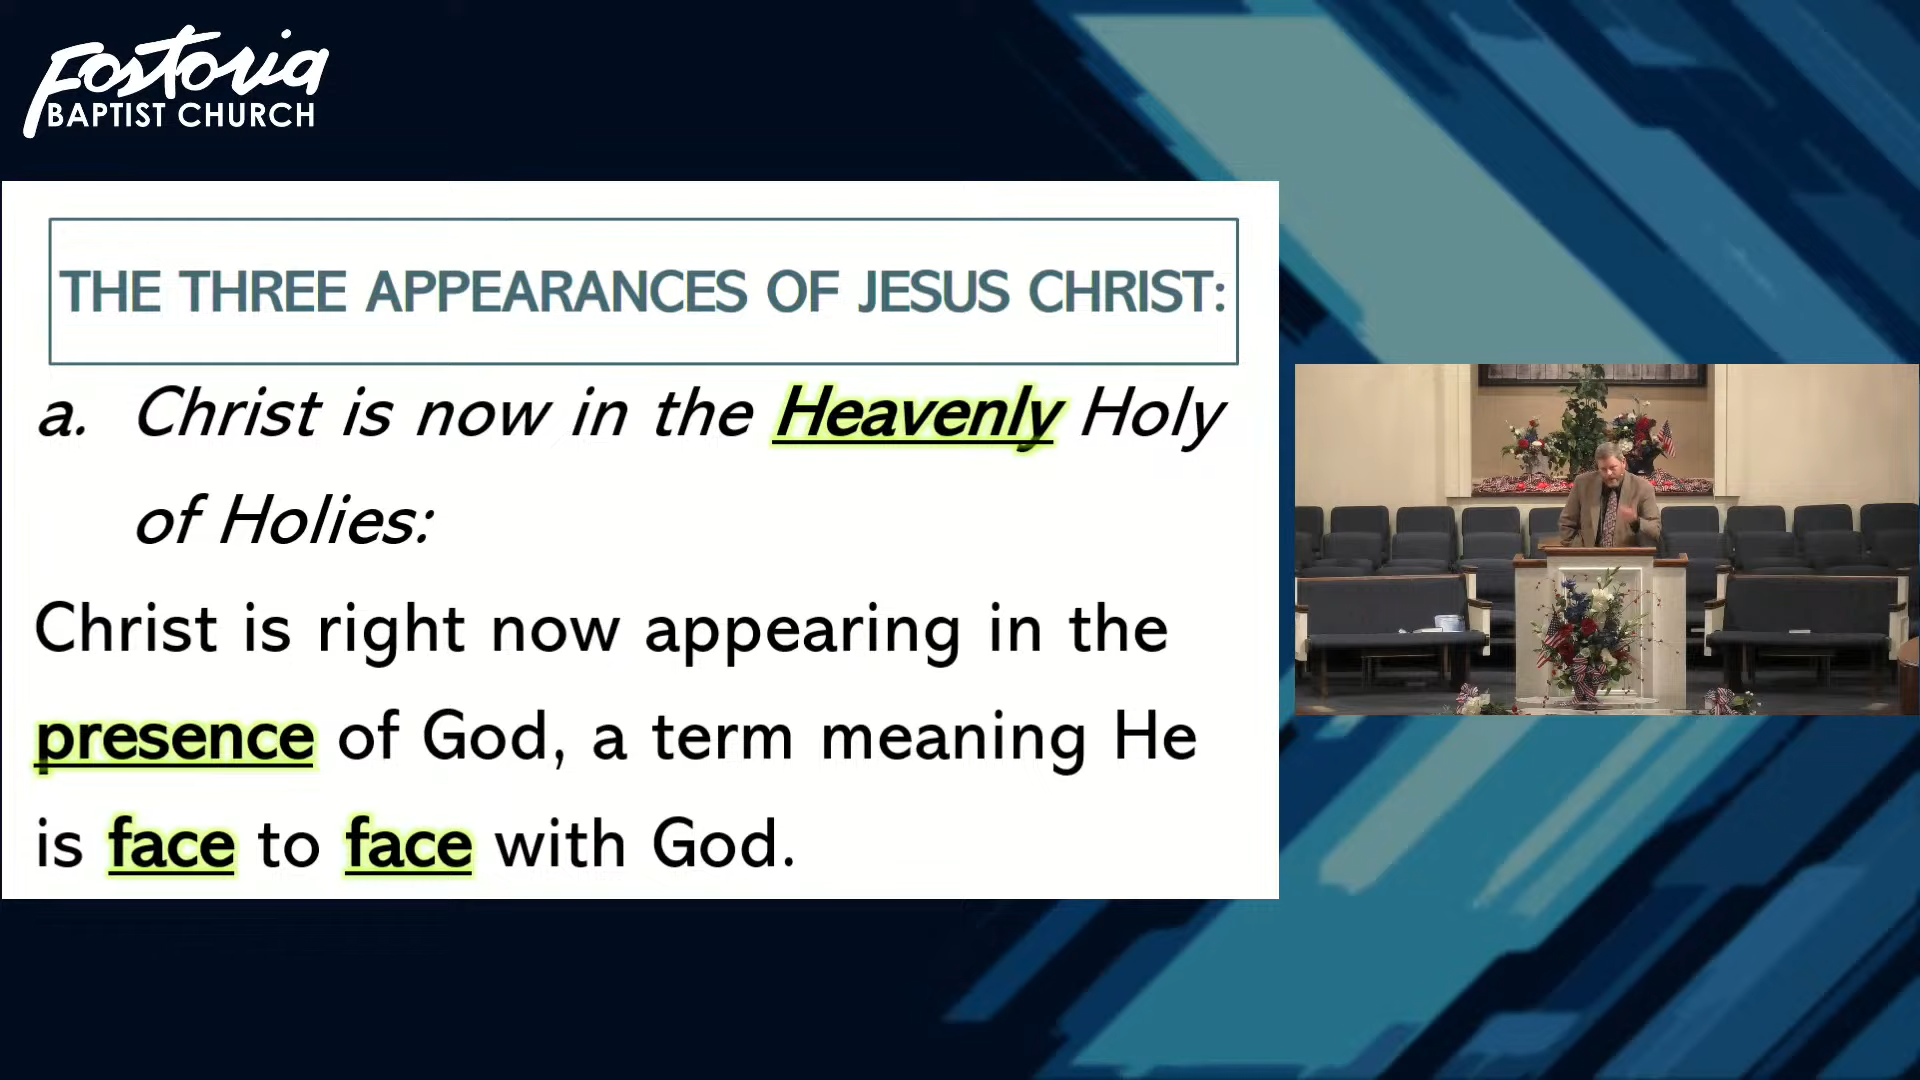 Fostoria
BAPTIST CHURCH
THE THREE APPEARANCES OF JESUS CHRIST:
a. Christ is now in the Heavenly Holy
of Holies:
Christ is right now appearing in the
presence of God, a term meaning He
is face to face with God.